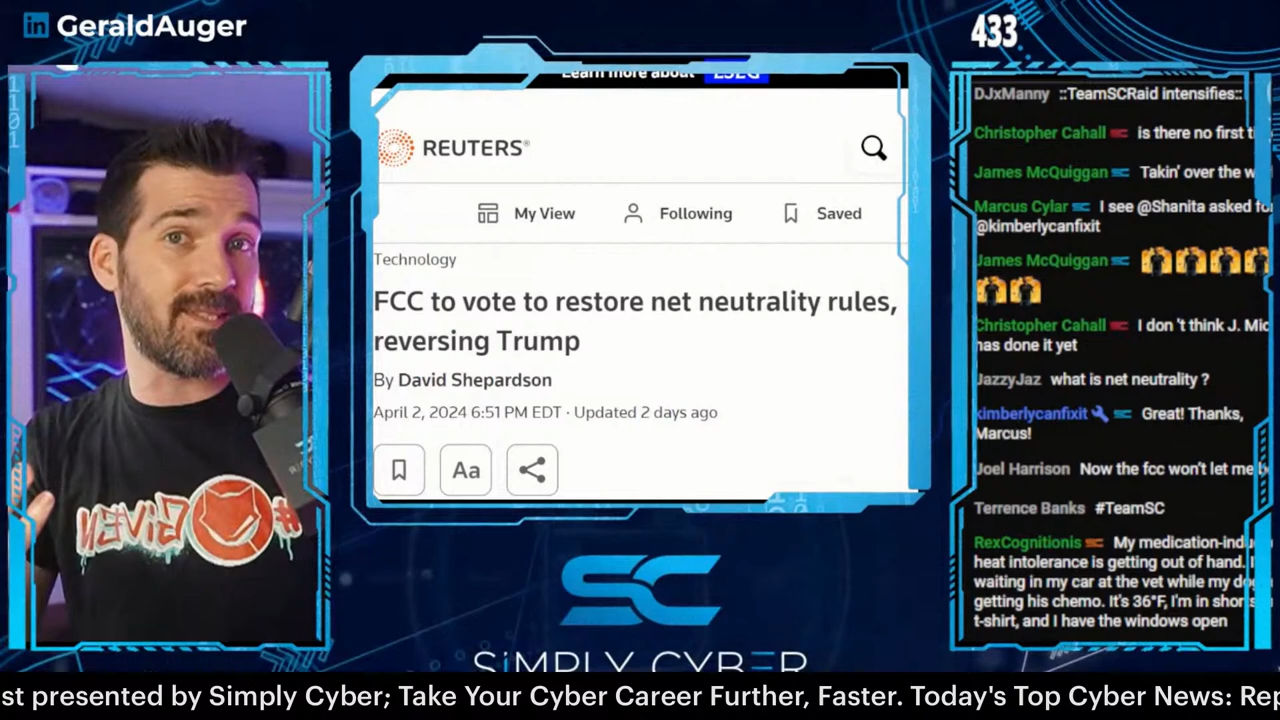 in GeraldAuger
433
Learn more about LSEG
REUTERS
My View
Following
Saved
Technology
FCC to vote to restore net neutrality rules,
reversing Trump
By David Shepardson
April 2, 2024 6:51 PM EDT · Updated 2 days ago
Aa
DJxManny ::TeamSCRaid intensifies::
Christopher Cahall is there no first
James McQuiggan Takin' over the
Marcus Cylar I see @Shanita asked
@kimberlycanfixit
James McQuiggan
Christopher Cahall I don 't think J.
has done it yet
JazzyJaz what is net neutrality ?
kimberlycanfixit Great! Thanks,
Marcus!
Joel Harrison Now the fcc won't let me
Terrence Banks #TeamSC
RexCognitionis My medication-indu
heat intolerance is getting out of hand.
waiting in my car at the vet while my
getting his chemo. It's 36°F, I'm in shorts
t-shirt, and I have the windows open
SC
SiMPLY CYBER
st presented by Simply Cyber; Take Your Cyber Career Further, Faster. Today's Top Cyber News: Rep